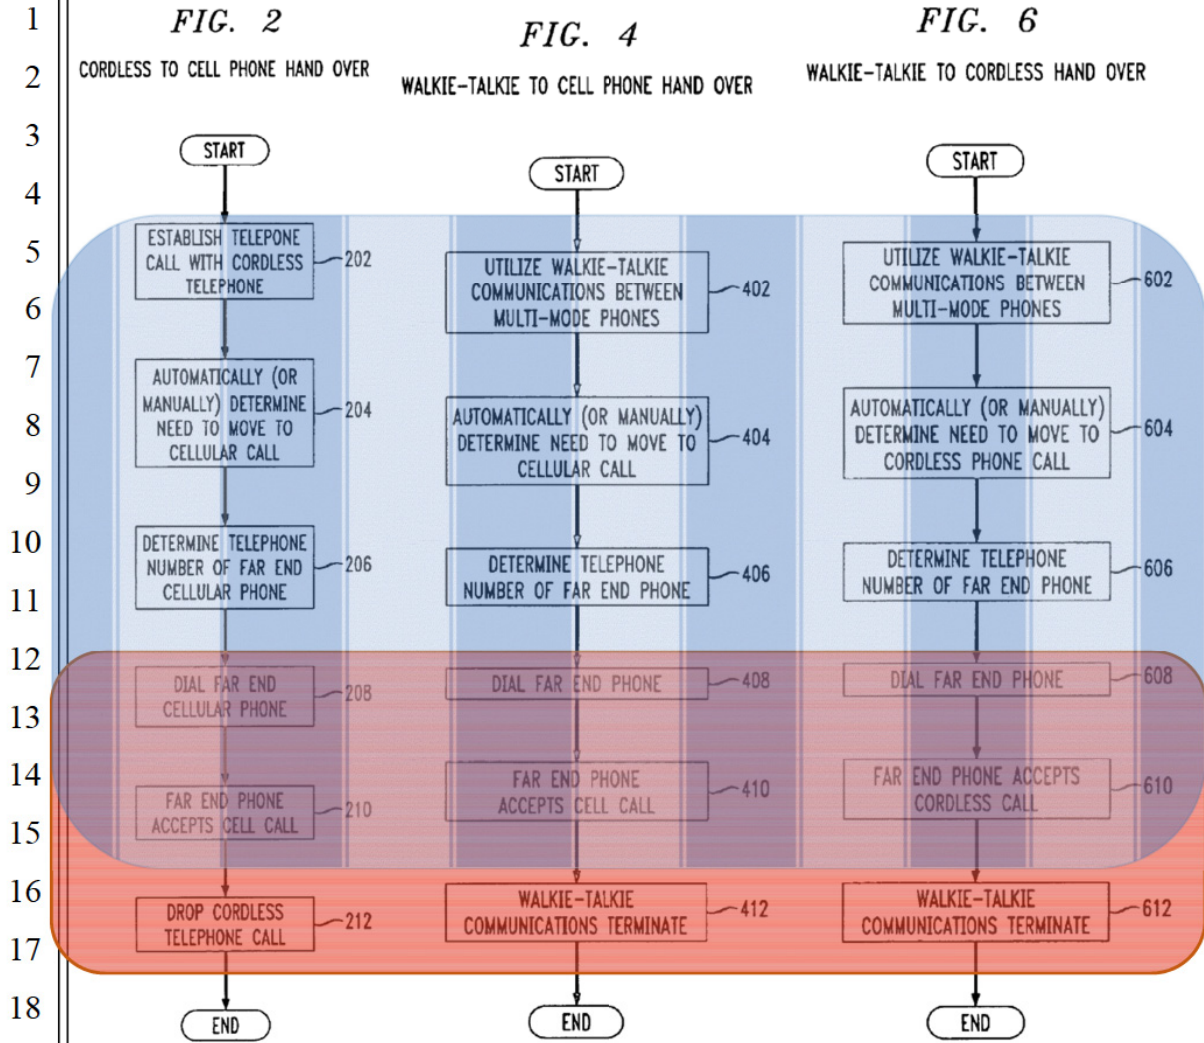 1
2
3
4
5
6
7
8
9
10
11
12
13
14
15
16
17
18
FIG. 2
CORDLESS TO CELL PHONE HAND OVER
START
ESTABLISH TELEPONE
CALL WITH CORDLESS
TELEPHONE
202
AUTOMATICALLY (OR
MANUALLY) DETERMINE
NEED TO MOVE TO
CELLULAR CALL
204
DETERMINE TELEPHONE
NUMBER OF FAR END
CELLULAR PHONE
206
DIAL FAR END
CELLULAR PHONE
208
FAR END PHONE
ACCEPTS CELL CALL
210
DROP CORDLESS
TELEPHONE CALL
212
END
FIG. 4
WALKIE-TALKIE TO CELL PHONE HAND OVER
START
UTILIZE WALKIE-TALKIE
COMMUNICATIONS BETWEEN
MULTI-MODE PHONES
402
AUTOMATICALLY (OR MANUALLY)
DETERMINE NEED TO MOVE TO
CELLULAR CALL
404
DETERMINE TELEPHONE
NUMBER OF FAR END PHONE
406
DIAL FAR END PHONE
408
FAR END PHONE
ACCEPTS CELL CALL
410
WALKIE-TALKIE
COMMUNICATIONS TERMINATE
412
END
FIG. 6
WALKIE-TALKIE TO CORDLESS HAND OVER
START
UTILIZE WALKIE-TALKIE
COMMUNICATIONS BETWEEN
MULTI-MODE PHONES
602
AUTOMATICALLY (OR MANUALLY)
DETERMINE NEED TO MOVE TO
CORDLESS PHONE CALL
604
DETERMINE TELEPHONE
NUMBER OF FAR END PHONE
606
DIAL FAR END PHONE
608
FAR END PHONE ACCEPTS
CORDLESS CALL
610
WALKIE-TALKIE
COMMUNICATIONS TERMINATE
612
END